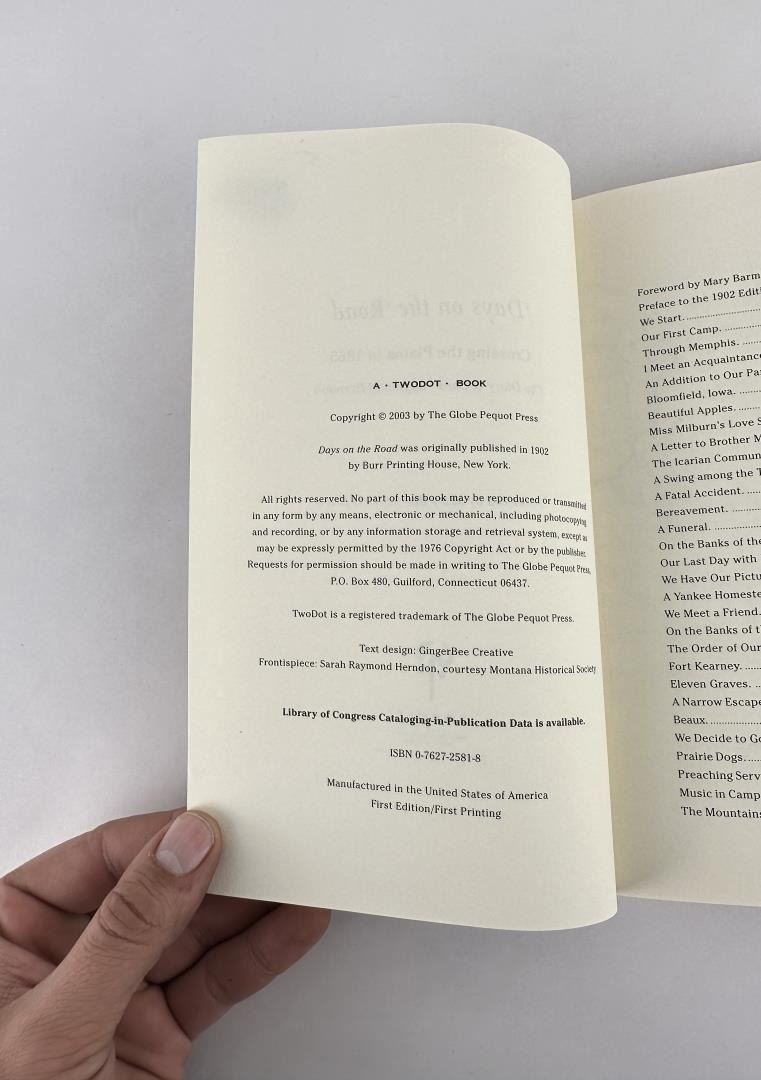 A · TWODOT · BOOK
Copyright © 2003 by The Globe Pequot Press
Days on the Road was originally published in 1902
by Burr Printing House, New York.
All rights reserved. No part of this book may be reproduced or transmitted
in any form by any means, electronic or mechanical, including photocopying
and recording, or by any information storage and retrieval system, except as
may be expressly permitted by the 1976 Copyright Act or by the publisher.
Requests for permission should be made in writing to The Globe Pequot Press,
P.O. Box 480, Guilford, Connecticut 06437.
TwoDot is a registered trademark of The Globe Pequot Press.
Text design: GingerBee Creative
Frontispiece: Sarah Raymond Herndon, courtesy Montana Historical Society
Library of Congress Cataloging-in-Publication Data is available.
ISBN 0-7627-2581-8
Manufactured in the United States of America
First Edition/First Printing
Foreword by Mary Barm
Preface to the 1902 Edit
We Start.
Our First Camp.
Through Memphis.
I Meet an Acquaintanc
An Addition to Our Pa
Bloomfield, Iowa.
Beautiful Apples.
Miss Milburn's Love S
A Letter to Brother M
The Icarian Commun
A Swing among the T
A Fatal Accident.
Bereavement.
A Funeral.
On the Banks of the
Our Last Day with
We Have Our Pictu
A Yankee Homeste
We Meet a Friend.
On the Banks of t
The Order of Our
Fort Kearney.
Eleven Graves.
A Narrow Escape
Beaux.
We Decide to Go
Prairie Dogs.
Preaching Serv
Music in Camp
The Mountains